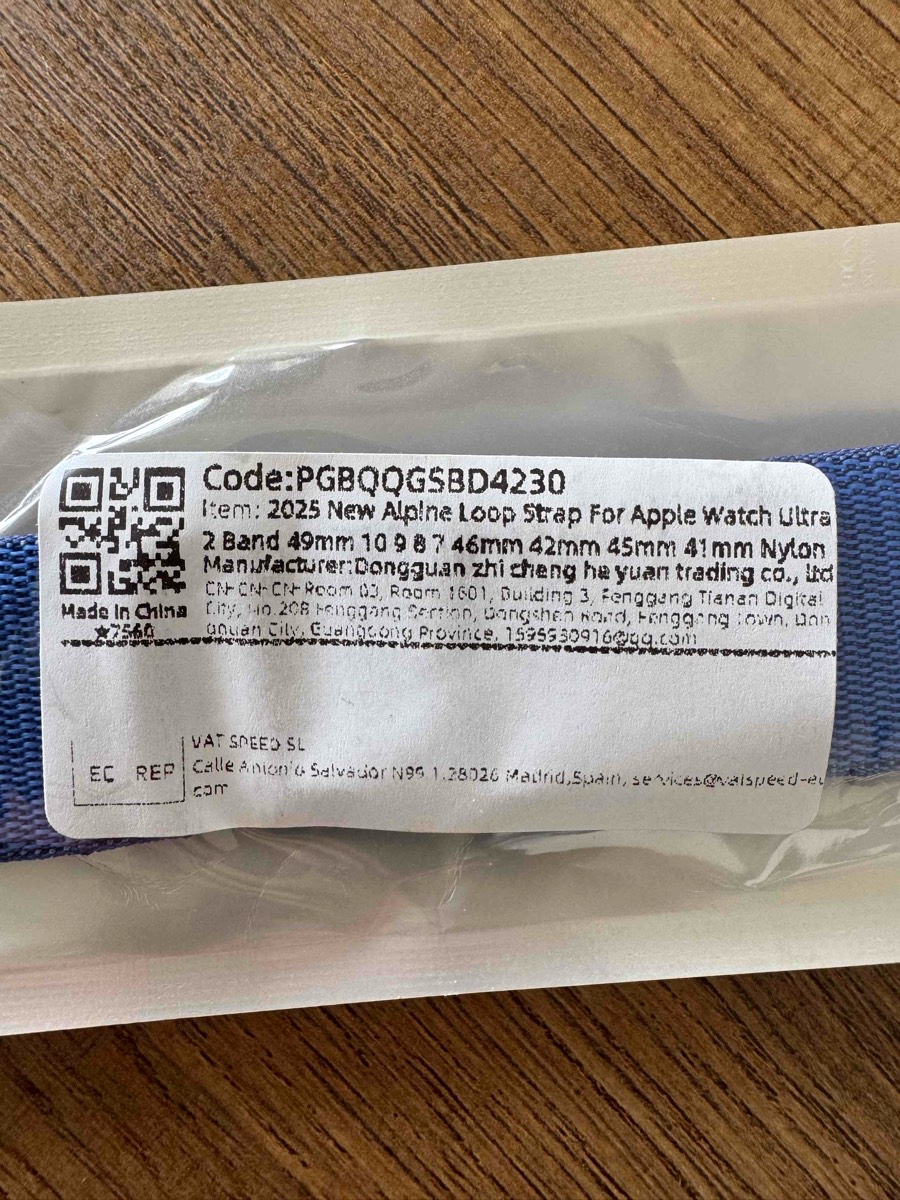 Code:PGBQQGSBD4230
Item: 2025 New Alpine Loop Strap For Apple Watch Ultra
2 Band 49mm 10 9 8 7 46mm 42mm 45mm 41mm Nylon
Manufacturer:Dongguan zhi cheng he yuan trading co., ltd
CN- CN- CN- Room 03, Room 1601, Building 3, Fenggang Tianan Digital
City, No.208 Fenggang Section, Dongshen Road, Fenggang Town, Don
gguan City, Guangdong Province, 1595930916@qq.com
Made In China
★7560
EC REP
VAT SPEED SL
Calle Antonio Salvador N99 1,28026 Madrid,Spain, services@vatspeed-eu
com